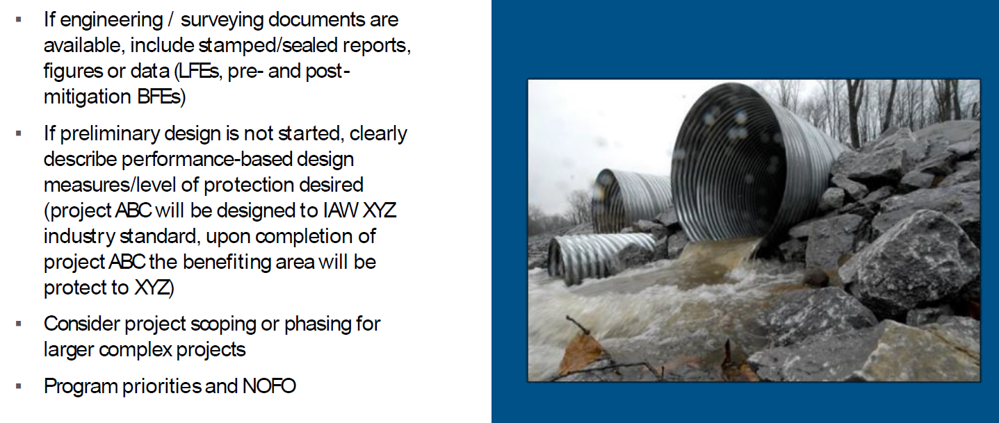 ▪ If engineering / surveying documents are
available, include stamped/sealed reports,
figures or data (LFEs, pre- and post-
mitigation BFEs)
▪ If preliminary design is not started, clearly
describe performance-based design
measures/level of protection desired
(project ABC will be designed to IAW XYZ
industry standard, upon completion of
project ABC the benefiting area will be
protect to XYZ)
▪ Consider project scoping or phasing for
larger complex projects
▪ Program priorities and NOFO